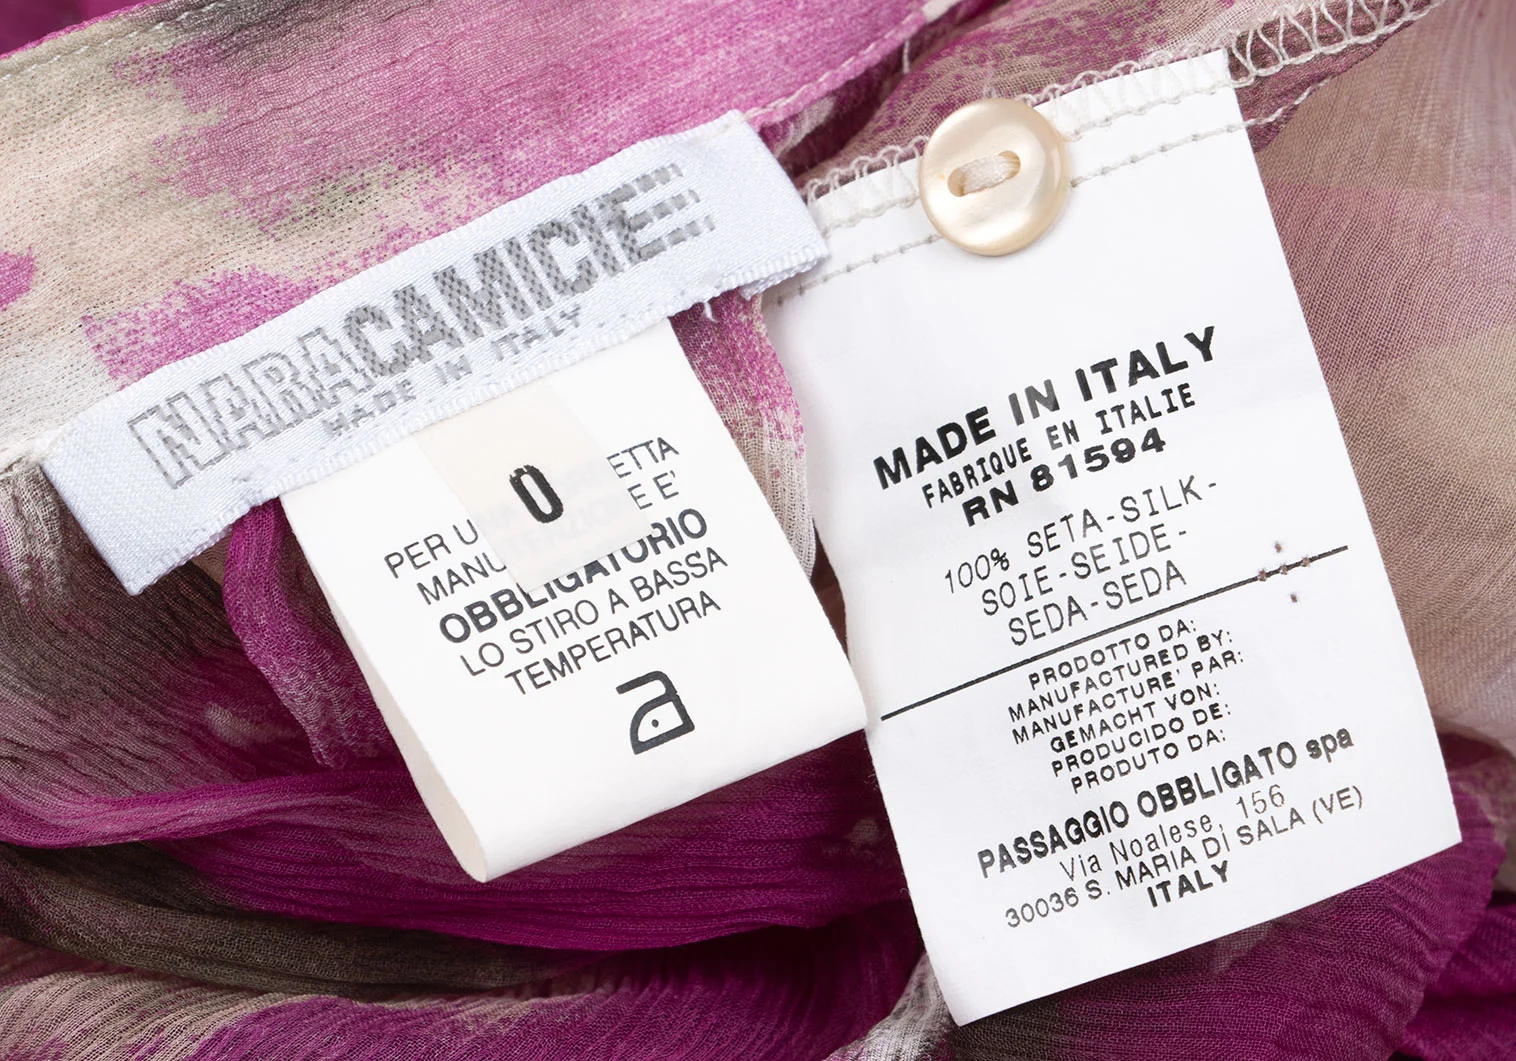 NARACAMICIE
MADE IN ITALY
0
PER U ETTA
MANU E E'
OBBLIGATORIO
LO STIRO A BASSA
TEMPERATURA
MADE IN ITALY
FABRIQUE EN ITALIE
RN 81594
100% SETA-SILK-
SOIE-SEIDE-
SEDA-SEDA
PRODOTTO DA:
MANUFACTURED BY:
MANUFACTURE' PAR:
GEMACHT VON:
PRODUCIDO DE:
PRODUTO DA:
PASSAGGIO OBBLIGATO spa
Via Noalese, 156
30036 S. MARIA Di SALA (VE)
ITALY